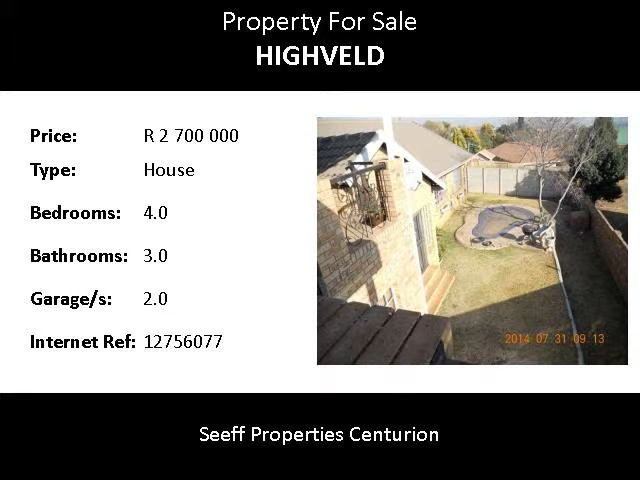 Property For Sale
HIGHVELD
Price: R 2 700 000
Type: House
Bedrooms: 4.0
Bathrooms: 3.0
Garage/s: 2.0
Internet Ref: 12756077
2014 07 31 09:13
Seeff Properties Centurion